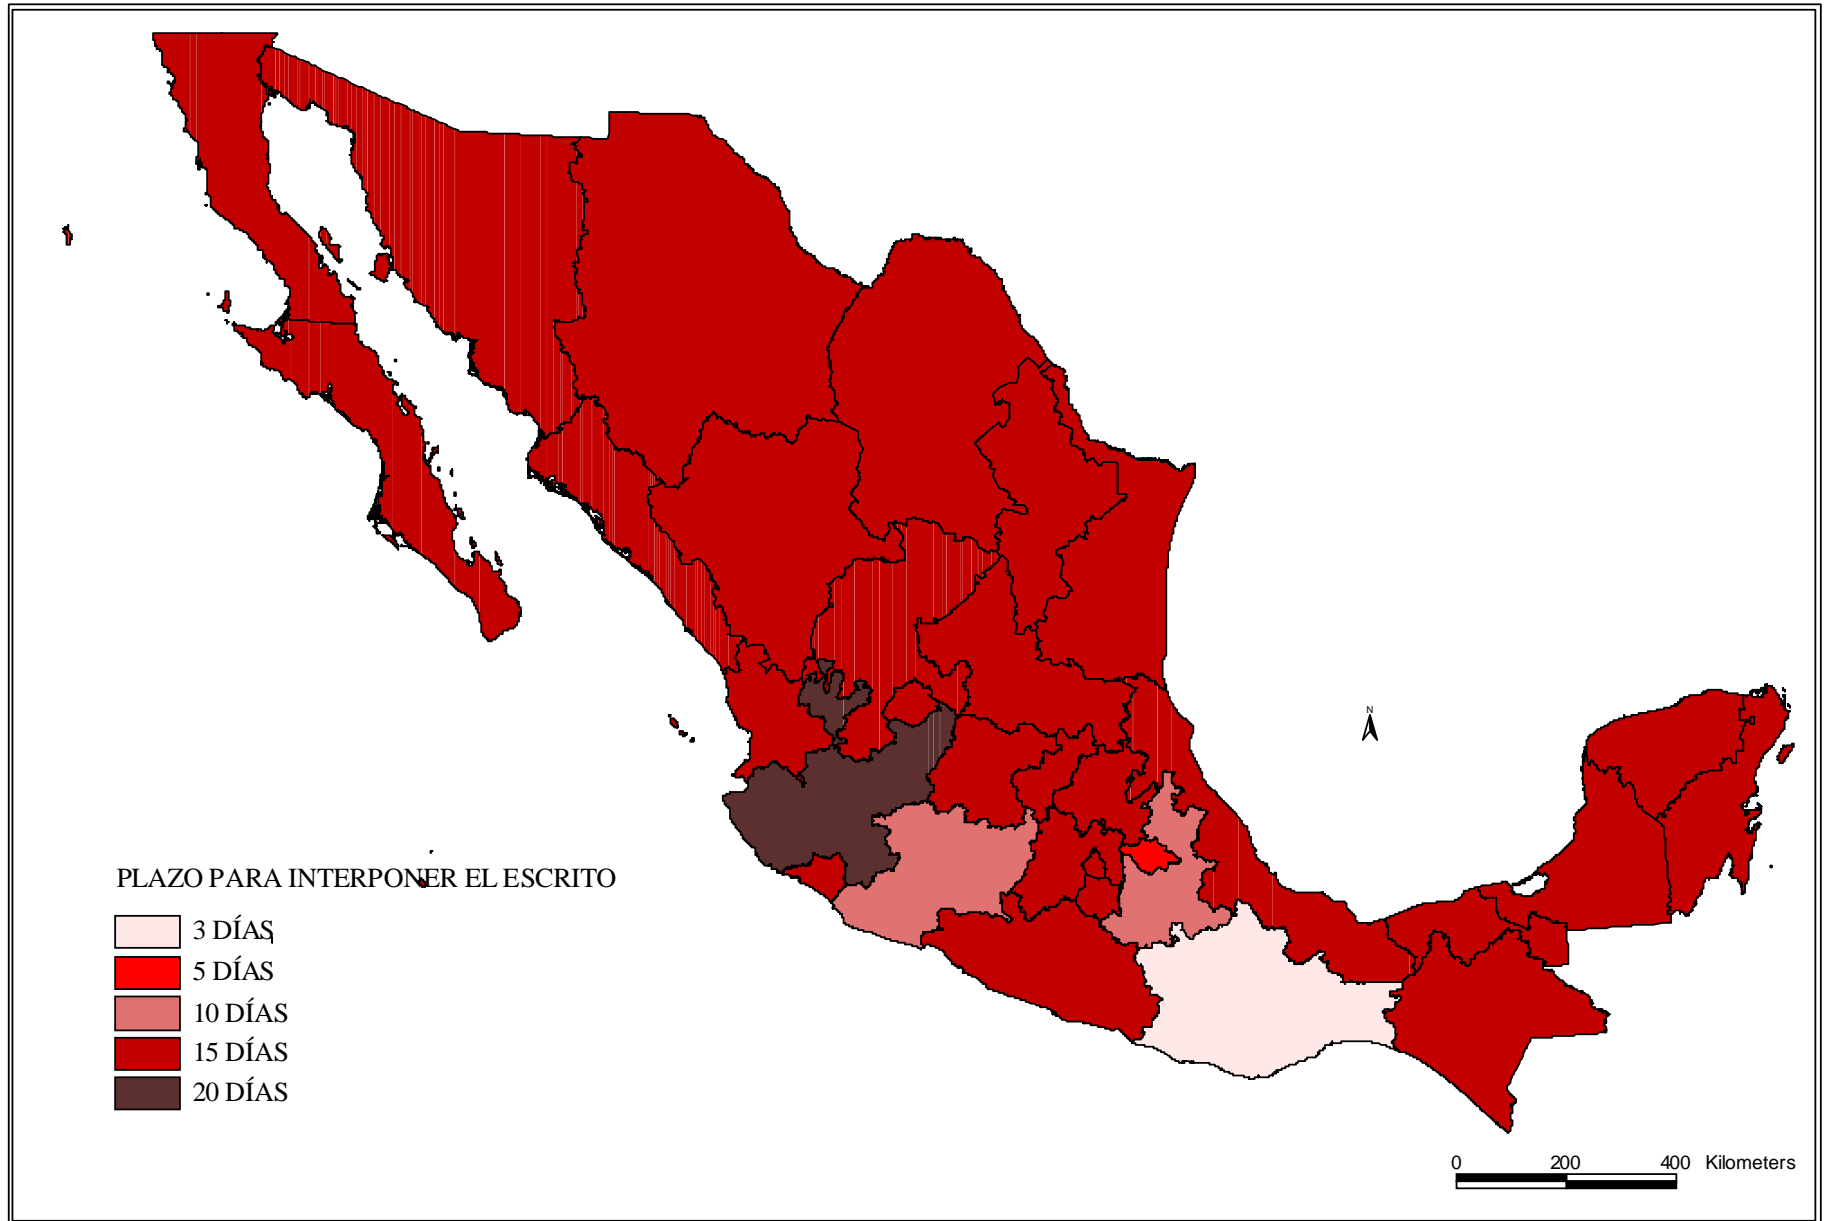 N
PLAZO PARA INTERPONER EL ESCRITO
3 DÍAS
5 DÍAS
10 DÍAS
15 DÍAS
20 DÍAS
0 200 400 Kilometers